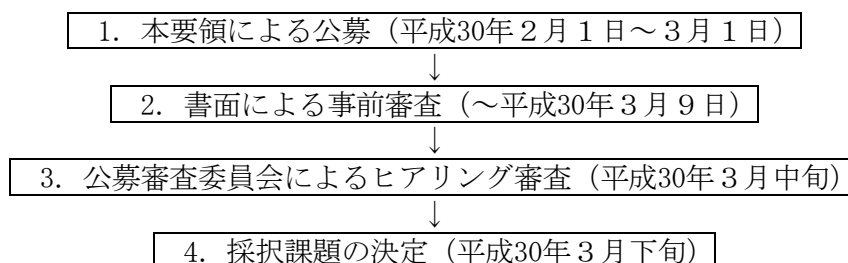 1. 本要領による公募（平成30年２月１日～３月１日）
↓
2. 書面による事前審査（～平成30年３月９日）
↓
3. 公募審査委員会によるヒアリング審査（平成30年３月中旬）
↓
4. 採択課題の決定（平成30年３月下旬）